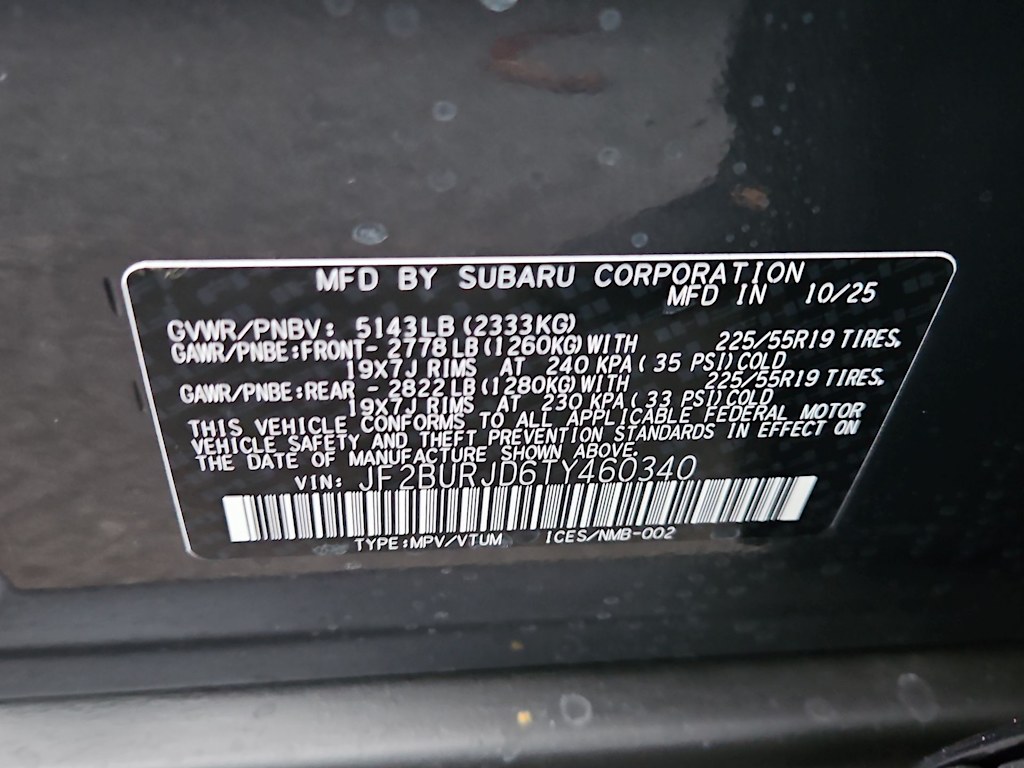 MFD BY SUBARU CORPORATION
MFD IN 10/25
GVWR/PNBV: 5143LB(2333KG)
GAWR/PNBE:FRONT- 2778LB(1260KG)WITH 225/55R19 TIRES,
19X7J RIMS AT 240 KPA( 35 PSI)COLD
GAWR/PNBE:REAR - 2822LB(1280KG)WITH 225/55R19 TIRES,
19X7J RIMS AT 230 KPA( 33 PSI)COLD
THIS VEHICLE CONFORMS TO ALL APPLICABLE FEDERAL MOTOR
VEHICLE SAFETY AND THEFT PREVENTION STANDARDS IN EFFECT ON
THE DATE OF MANUFACTURE SHOWN ABOVE.
VIN: JF2BURJD6TY460340
TYPE:MPV/VTUM ICES/NMB-002